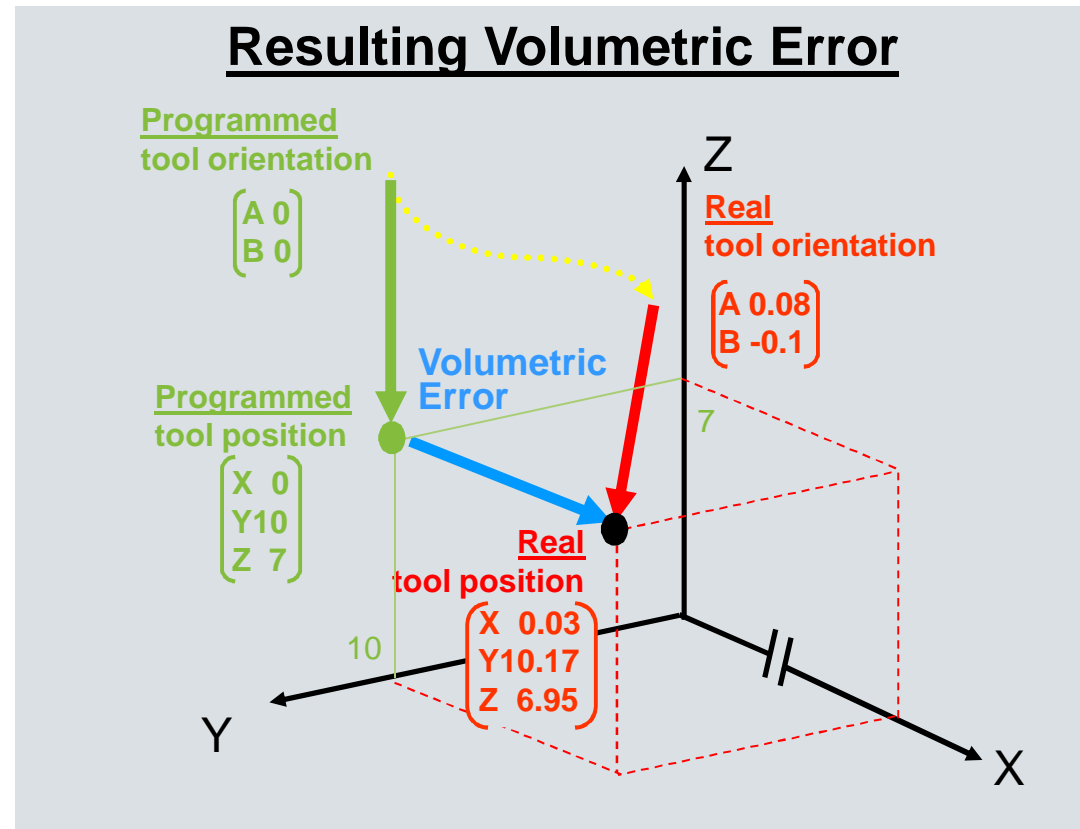 Resulting Volumetric Error
Programmed
tool orientation
A 0
B 0
Z
Real
tool orientation
A 0.08
B -0.1
Volumetric
Error
Programmed
tool position
X 0
Y10
Z 7
7
Real
tool position
X 0.03
Y10.17
Z 6.95
10
Y
X